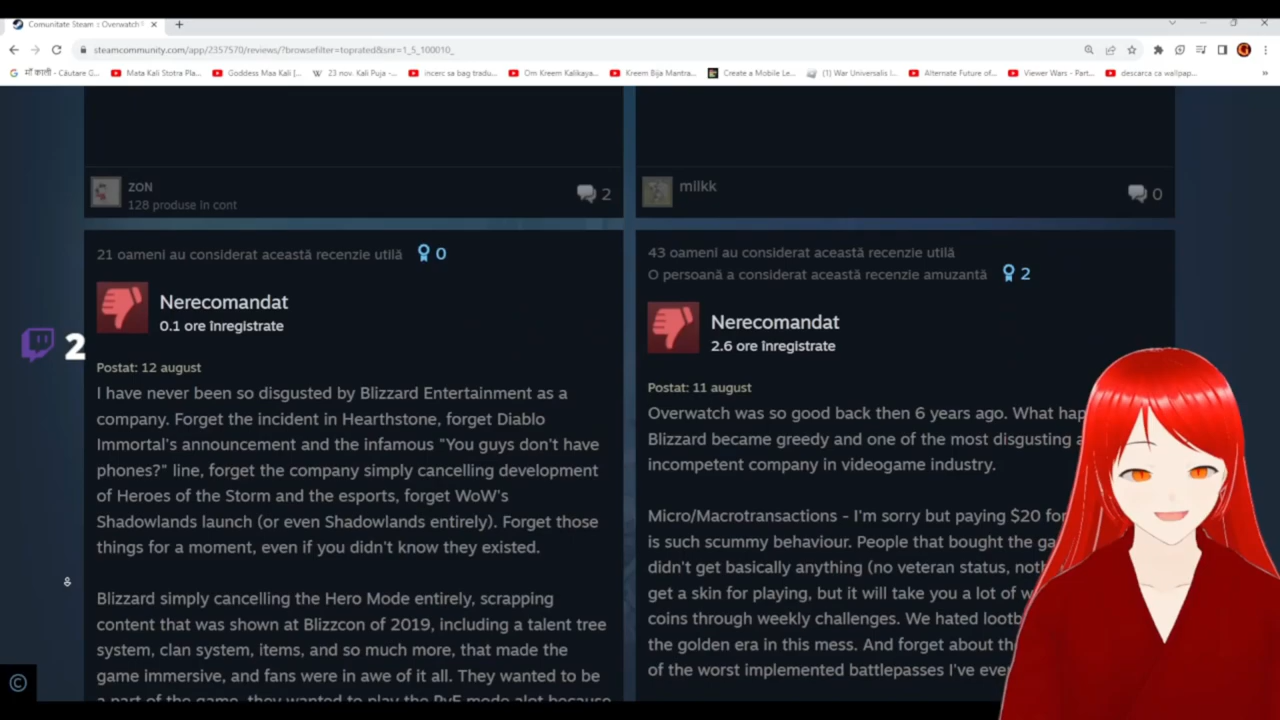 Comunitate Steam :: Overwatch
steamcommunity.com/app/2357570/reviews/?browsefilter=toprated&snr=1_5_100010_
माँ काली - Căutare G...
Mata Kali Stotra Pla...
Goddess Maa Kali [...
23 nov. Kali Puja -...
incerc sa bag tradu...
Om Kreem Kalikaya...
Kreem Bija Mantra...
Create a Mobile Le...
(1) War Universalis I...
Alternate Future of...
Viewer Wars - Part...
descarca ca wallpap...
»
ZON
128 produse în cont
2
milkk
0
21 oameni au considerat această recenzie utilă
0
Nerecomandat
0.1 ore înregistrate
Postat: 12 august
I have never been so disgusted by Blizzard Entertainment as a
company. Forget the incident in Hearthstone, forget Diablo
Immortal's announcement and the infamous "You guys don't have
phones?" line, forget the company simply cancelling development
of Heroes of the Storm and the esports, forget WoW's
Shadowlands launch (or even Shadowlands entirely). Forget those
things for a moment, even if you didn't know they existed.
Blizzard simply cancelling the Hero Mode entirely, scrapping
content that was shown at Blizzcon of 2019, including a talent tree
system, clan system, items, and so much more, that made the
game immersive, and fans were in awe of it all. They wanted to be
a part of the game, they wanted to play the PvE mode alot because
43 oameni au considerat această recenzie utilă
O persoană a considerat această recenzie amuzantă
2
Nerecomandat
2.6 ore înregistrate
Postat: 11 august
Overwatch was so good back then 6 years ago. What hap
Blizzard became greedy and one of the most disgusting a
incompetent company in videogame industry.
Micro/Macrotransactions - I'm sorry but paying $20 for
is such scummy behaviour. People that bought the ga
didn't get basically anything (no veteran status, noth
get a skin for playing, but it will take you a lot of w
coins through weekly challenges. We hated lootb
the golden era in this mess. And forget about th
of the worst implemented battlepasses I've eve
2
©